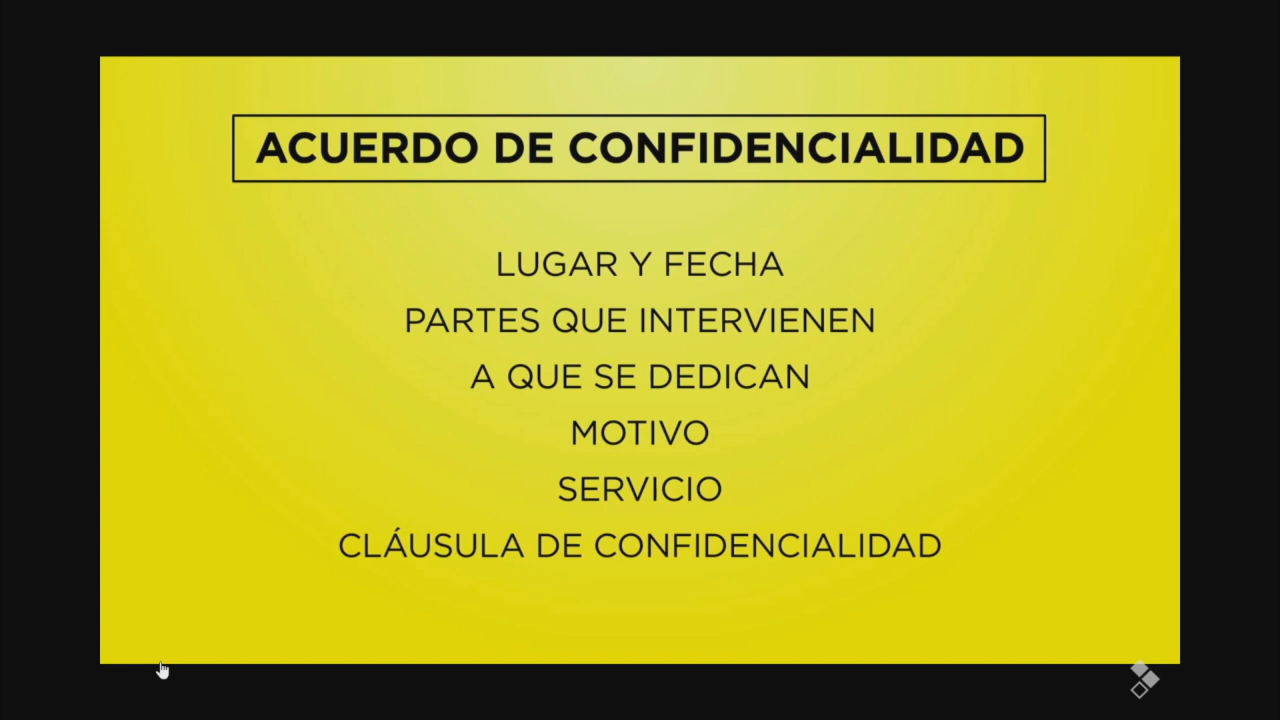 ACUERDO DE CONFIDENCIALIDAD
LUGAR Y FECHA
PARTES QUE INTERVIENEN
A QUE SE DEDICAN
MOTIVO
SERVICIO
CLÁUSULA DE CONFIDENCIALIDAD